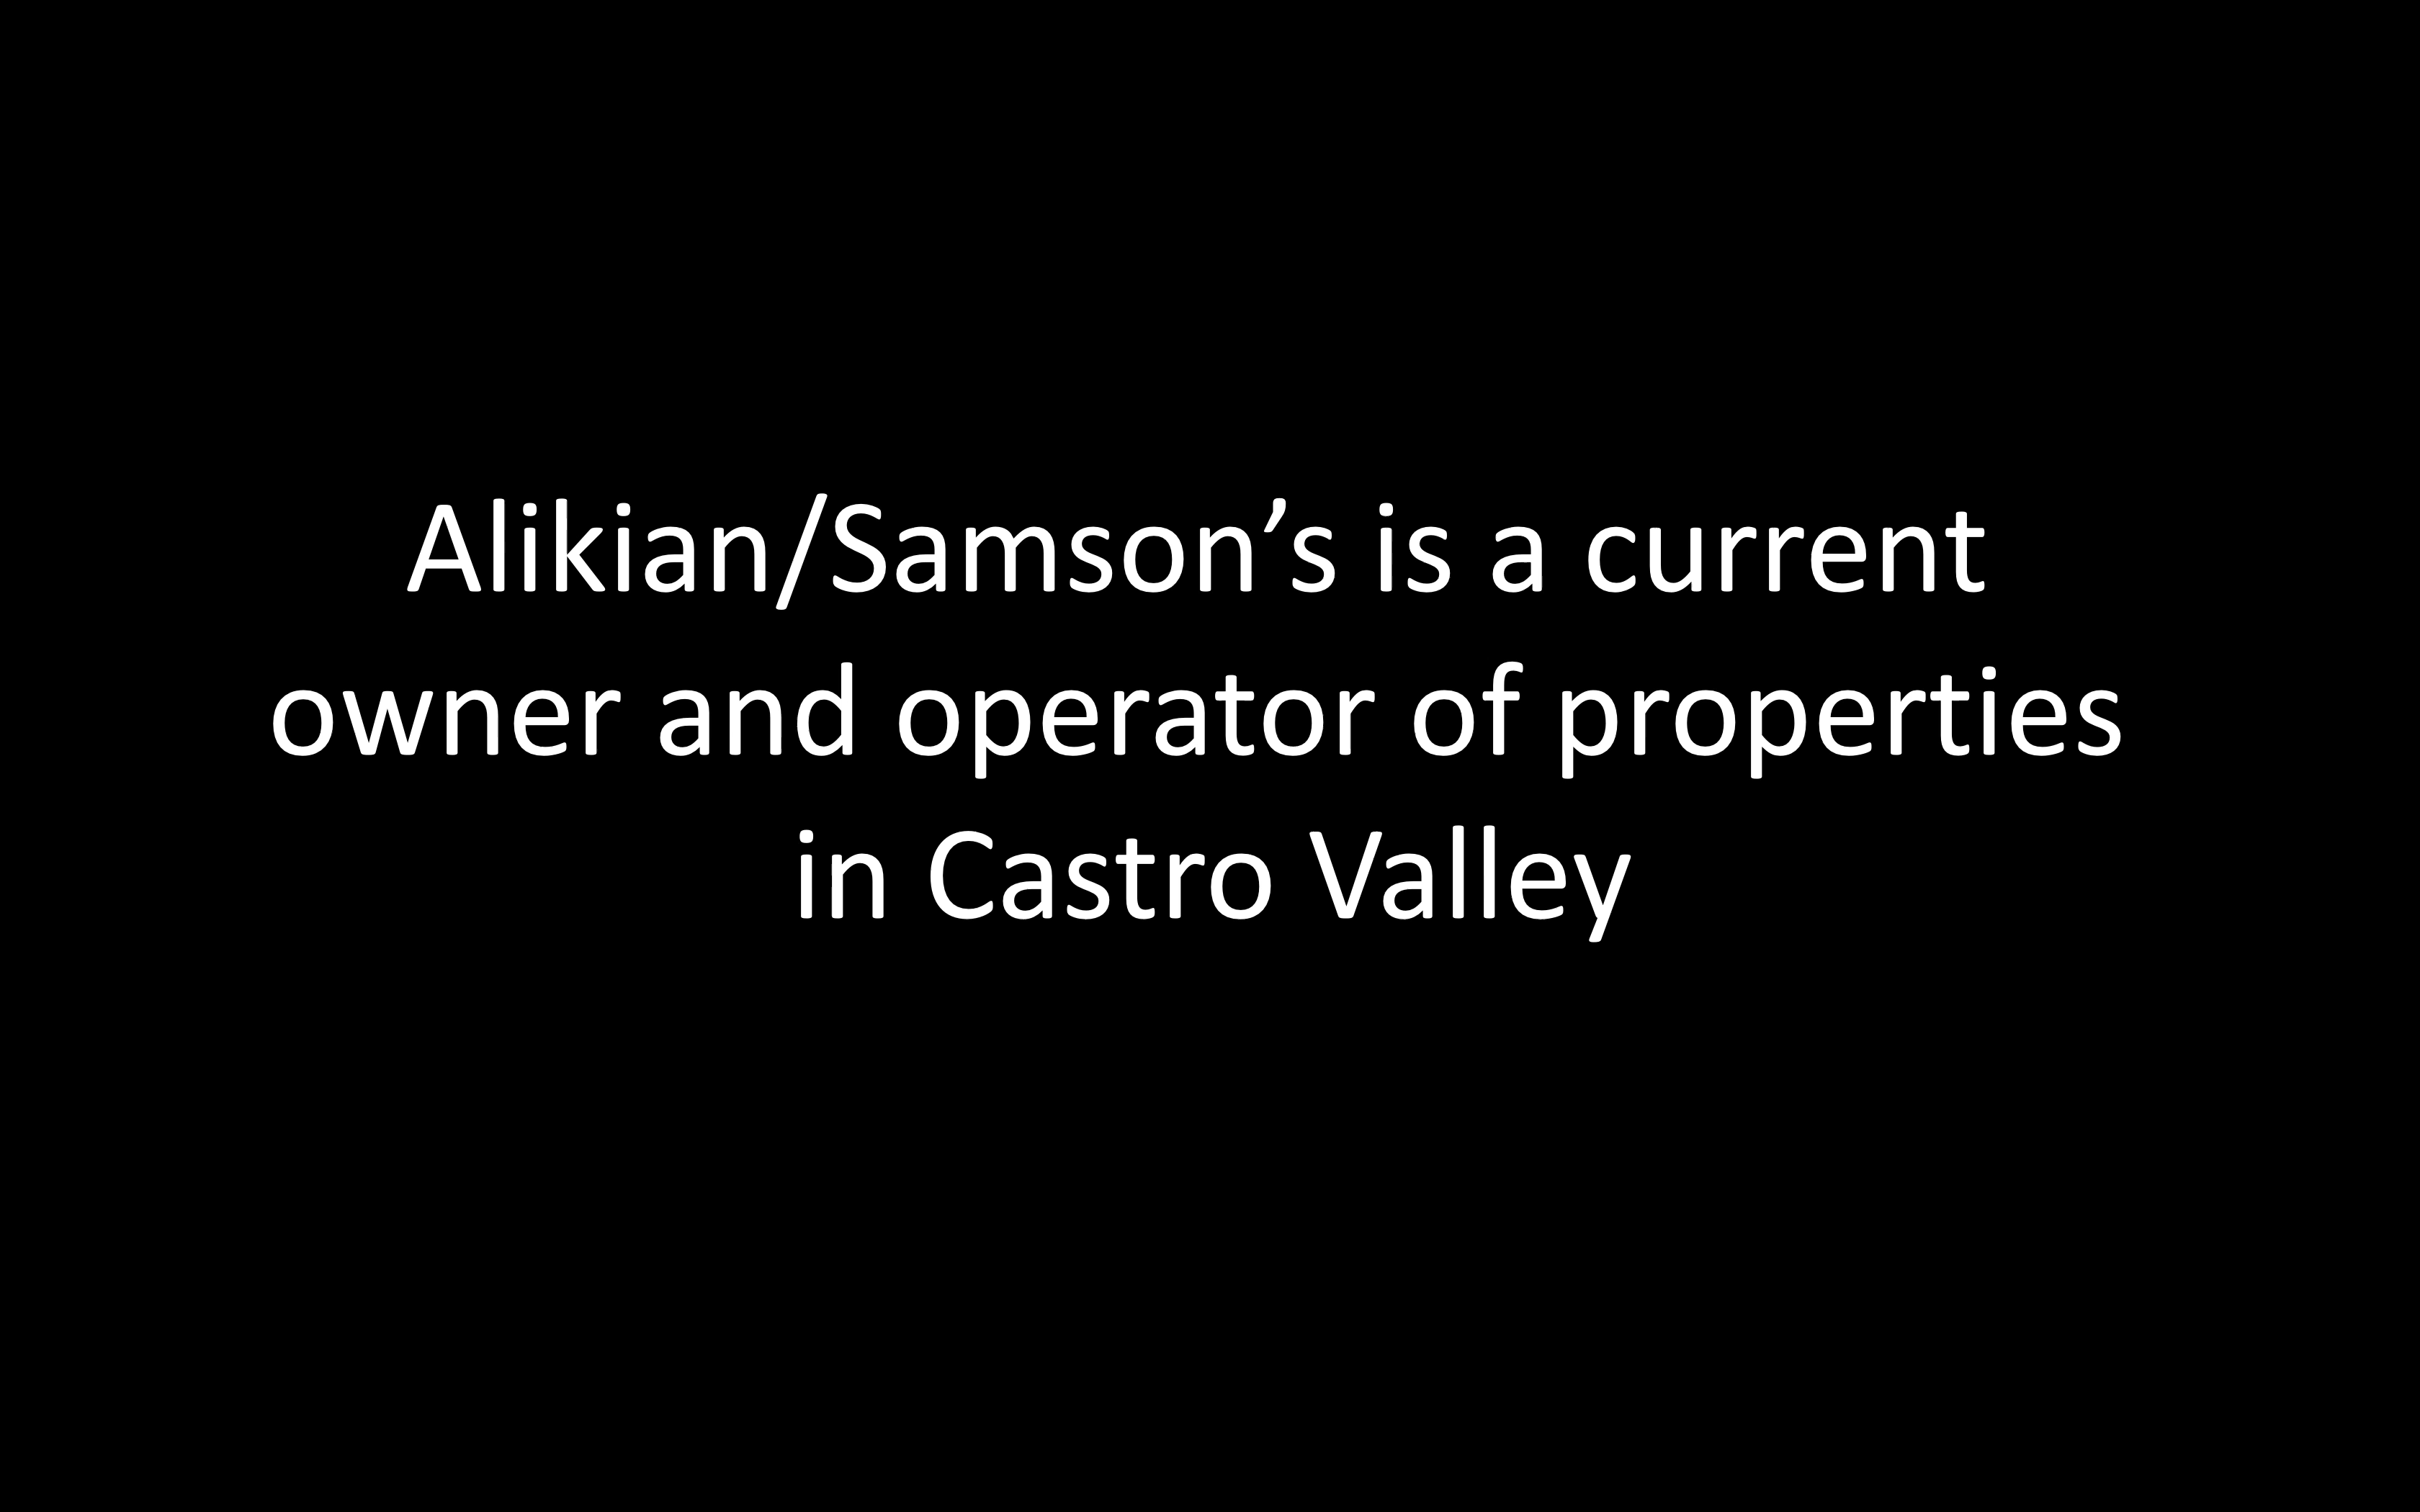 Alikian/Samson’s is a current
owner and operator of properties
in Castro Valley